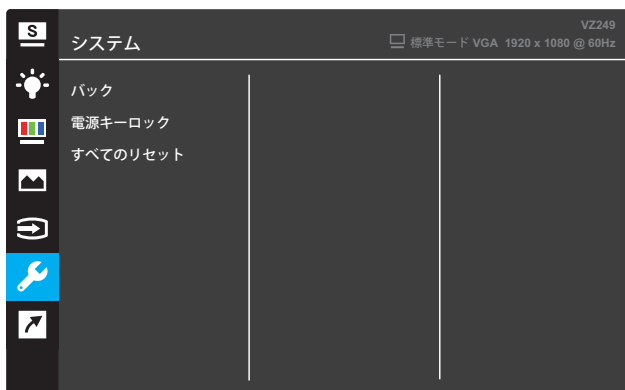 S
VZ249
システム
標準モード VGA 1920 x 1080 @ 60Hz
バック
電源キーロック
すべてのリセット